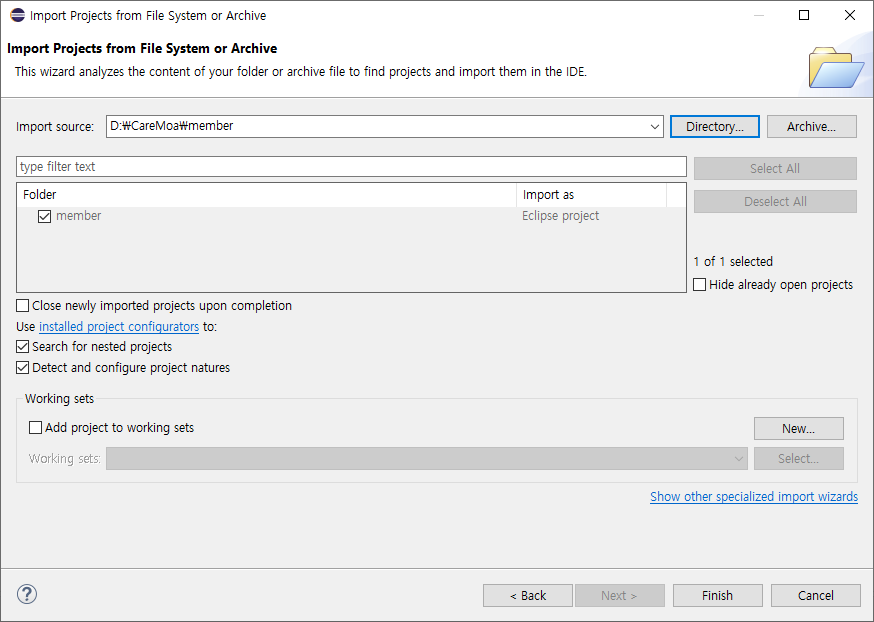 Import Projects from File System or Archive
Import Projects from File System or Archive
This wizard analyzes the content of your folder or archive file to find projects and import them in the IDE.
Import source: D:₩CareMoa₩member Directory... Archive...
type filter text Select All
Folder Import as Deselect All
member Eclipse project
1 of 1 selected
Hide already open projects
Close newly imported projects upon completion
Use installed project configurators to:
Search for nested projects
Detect and configure project natures
Working sets
Add project to working sets New...
Working sets: Select...
Show other specialized import wizards
? < Back Next > Finish Cancel